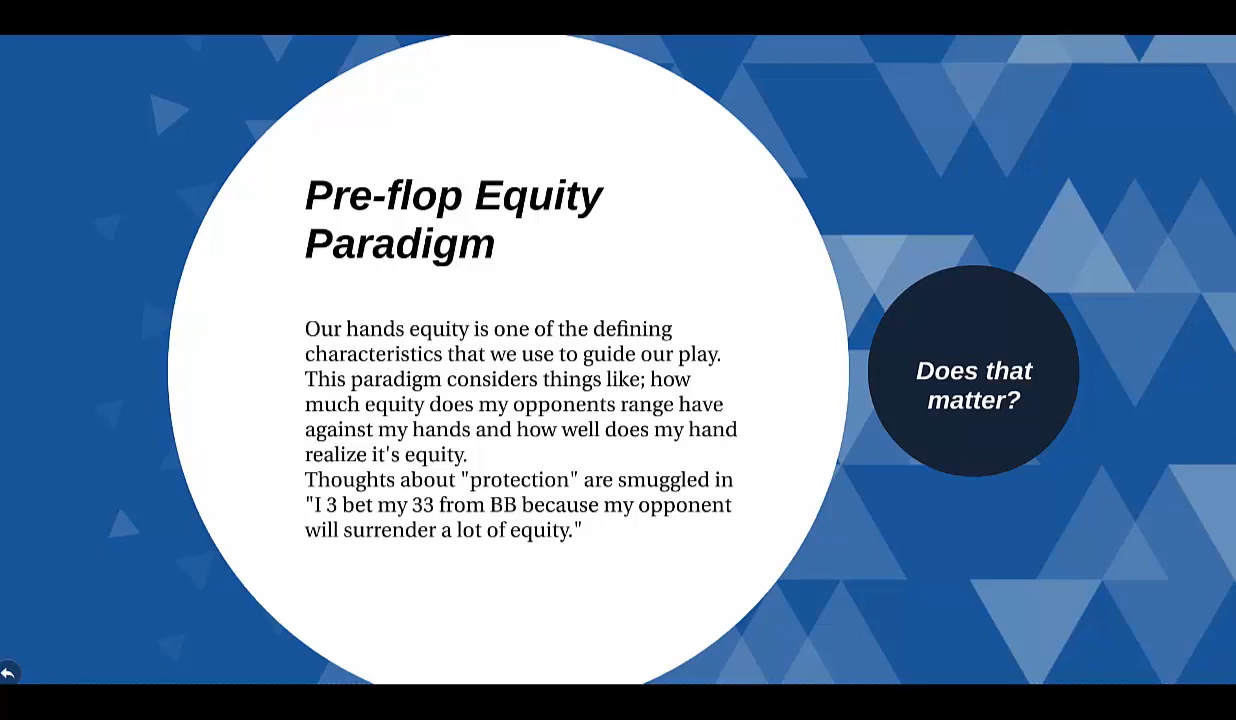 Pre-flop Equity
Paradigm
Our hands equity is one of the defining
characteristics that we use to guide our play.
This paradigm considers things like; how
much equity does my opponents range have
against my hands and how well does my hand
realize it's equity.
Thoughts about "protection" are smuggled in
"I 3 bet my 33 from BB because my opponent
will surrender a lot of equity."
Does that
matter?